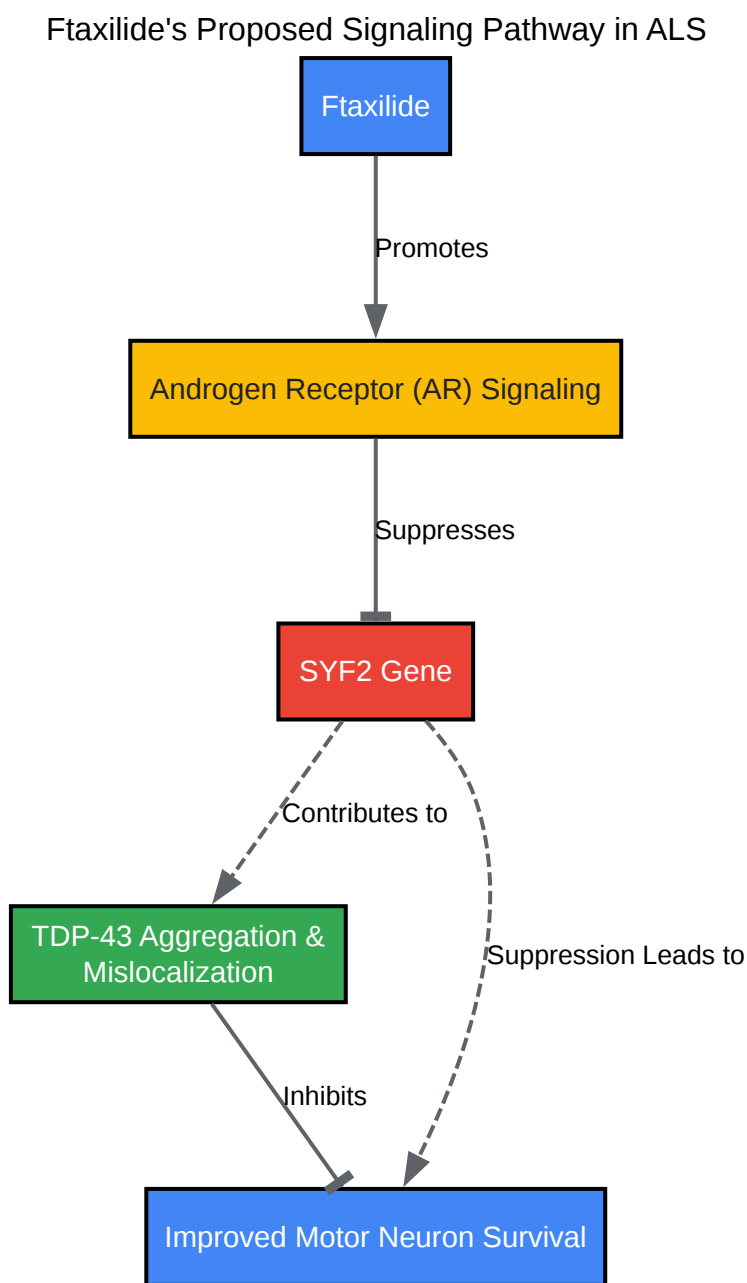 Ftaxilide's Proposed Signaling Pathway in ALS
Ftaxilide
Promotes
Androgen Receptor (AR) Signaling
Suppresses
SYF2 Gene
Contributes to
TDP-43 Aggregation &
Mislocalization
Suppression Leads to
Inhibits
Improved Motor Neuron Survival